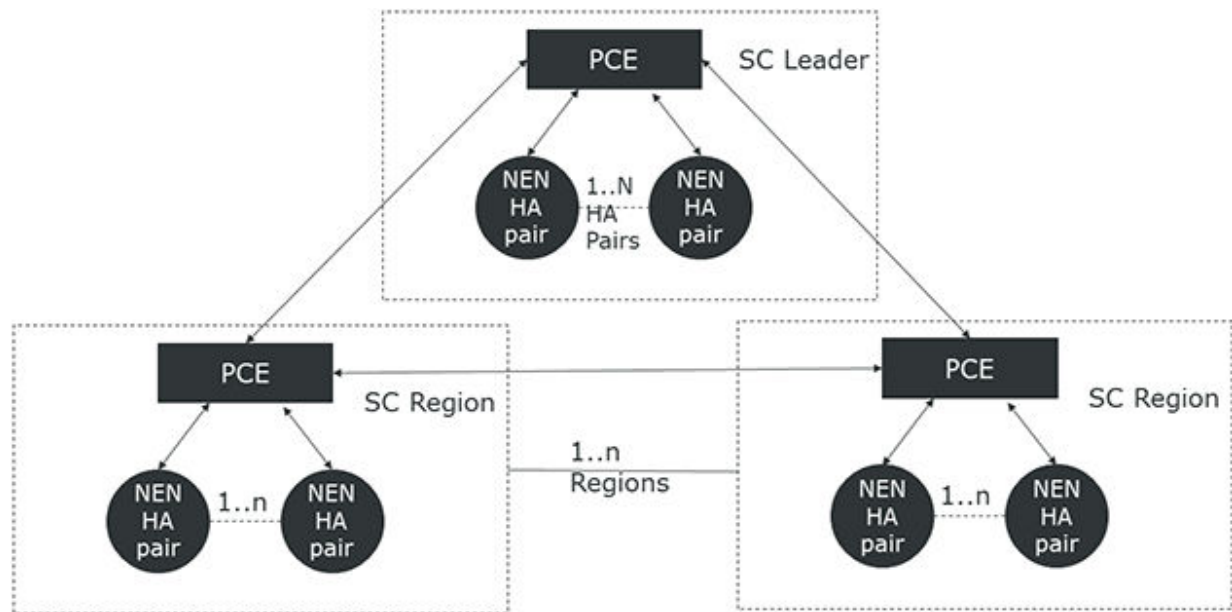 PCE
SC Leader
NEN
HA
pair
1..N
HA
Pairs
NEN
HA
pair
PCE
SC Region
NEN
HA
pair
1..n
NEN
HA
pair
1..n
Regions
PCE
SC Region
NEN
HA
pair
1..n
NEN
HA
pair